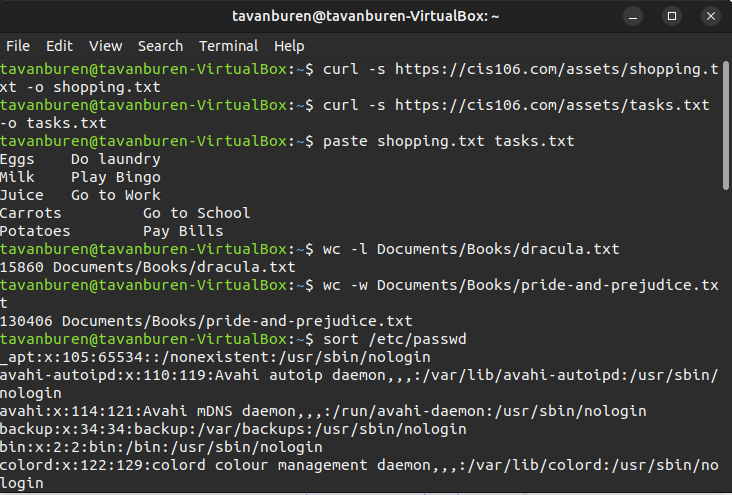 tavanburen@tavanburen-VirtualBox: ~
File Edit View Search Terminal Help
tavanburen@tavanburen-VirtualBox:~$ curl -s https://cis106.com/assets/shopping.t
xt -o shopping.txt
tavanburen@tavanburen-VirtualBox:~$ curl -s https://cis106.com/assets/tasks.txt
-o tasks.txt
tavanburen@tavanburen-VirtualBox:~$ paste shopping.txt tasks.txt
Eggs    Do laundry
Milk    Play Bingo
Juice   Go to Work
Carrots         Go to School
Potatoes        Pay Bills
tavanburen@tavanburen-VirtualBox:~$ wc -l Documents/Books/dracula.txt
15860 Documents/Books/dracula.txt
tavanburen@tavanburen-VirtualBox:~$ wc -w Documents/Books/pride-and-prejudice.tx
t
130406 Documents/Books/pride-and-prejudice.txt
tavanburen@tavanburen-VirtualBox:~$ sort /etc/passwd
_apt:x:105:65534::/nonexistent:/usr/sbin/nologin
avahi-autoipd:x:110:119:Avahi autoip daemon,,,:/var/lib/avahi-autoipd:/usr/sbin/
nologin
avahi:x:114:121:Avahi mDNS daemon,,,:/run/avahi-daemon:/usr/sbin/nologin
backup:x:34:34:backup:/var/backups:/usr/sbin/nologin
bin:x:2:2:bin:/bin:/usr/sbin/nologin
colord:x:122:129:colord colour management daemon,,,:/var/lib/colord:/usr/sbin/no
login